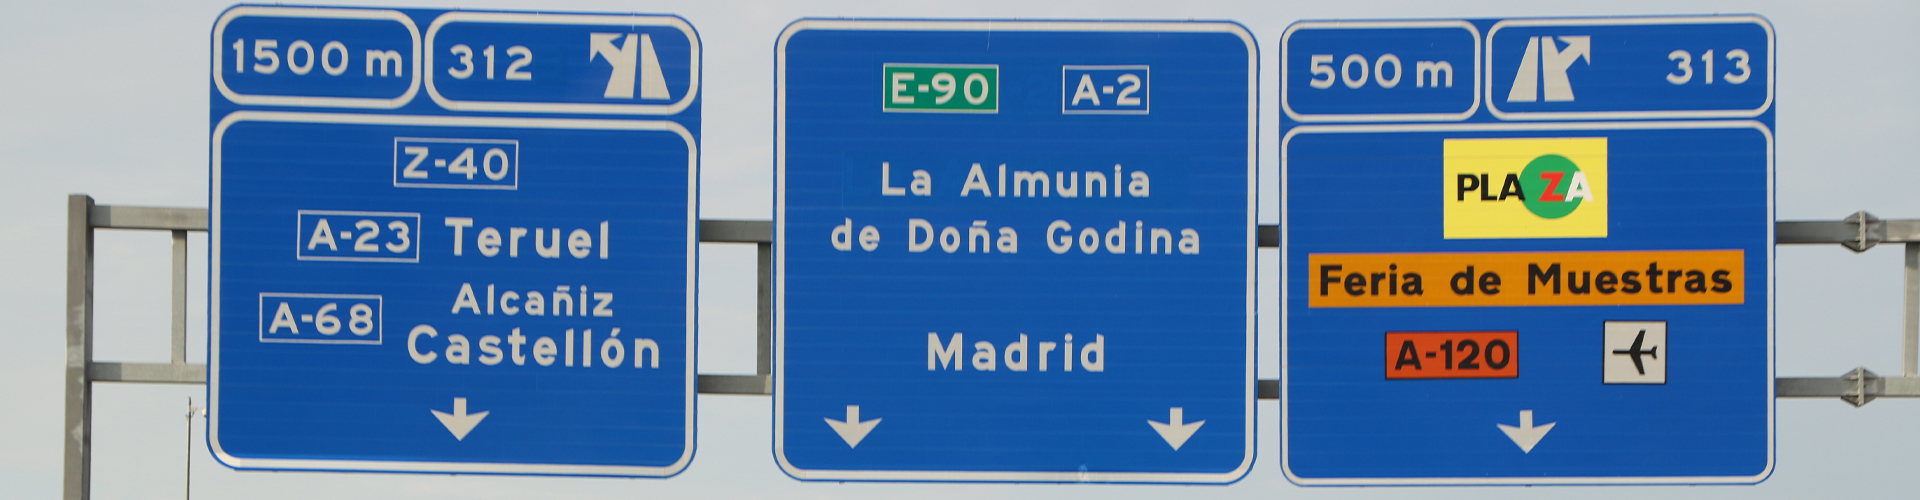 1500 m 312
Z-40
A-23 Teruel
Alcañiz
A-68 Castellón
E-90 A-2
La Almunia
de Doña Godina
Madrid
500 m 313
PLAZA
Feria de Muestras
A-120